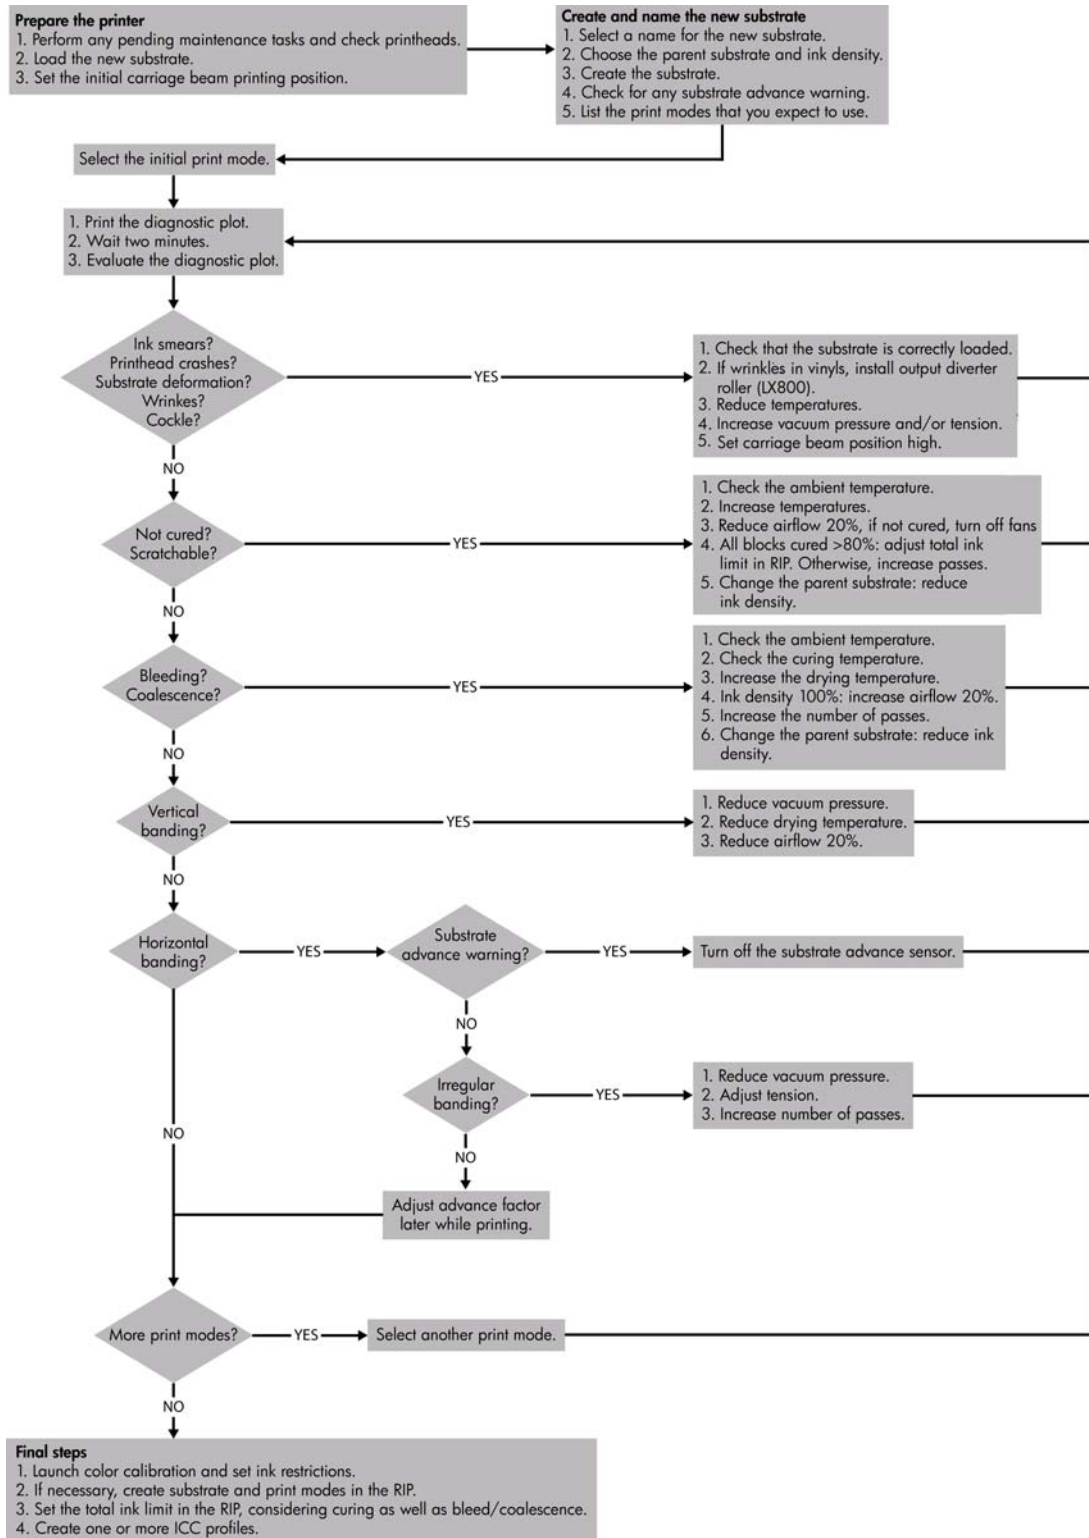 Prepare the printer
1. Perform any pending maintenance tasks and check printheads.
2. Load the new substrate.
3. Set the initial carriage beam printing position.
Create and name the new substrate
1. Select a name for the new substrate.
2. Choose the parent substrate and ink density.
3. Create the substrate.
4. Check for any substrate advance warning.
5. List the print modes that you expect to use.
Select the initial print mode.
1. Print the diagnostic plot.
2. Wait two minutes.
3. Evaluate the diagnostic plot.
Ink smears?
Printhead crashes?
Substrate deformation?
Wrinkes?
Cockle?
YES
1. Check that the substrate is correctly loaded.
2. If wrinkles in vinyls, install output diverter
roller (LX800).
3. Reduce temperatures.
4. Increase vacuum pressure and/or tension.
5. Set carriage beam position high.
NO
Not cured?
Scratchable?
YES
1. Check the ambient temperature.
2. Increase temperatures.
3. Reduce airflow 20%, if not cured, turn off fans
4. All blocks cured >80%: adjust total ink
limit in RIP. Otherwise, increase passes.
5. Change the parent substrate: reduce
ink density.
NO
Bleeding?
Coalescence?
YES
1. Check the ambient temperature.
2. Check the curing temperature.
3. Increase the drying temperature.
4. Ink density 100%: increase airflow 20%.
5. Increase the number of passes.
6. Change the parent substrate: reduce ink
density.
NO
Vertical
banding?
YES
1. Reduce vacuum pressure.
2. Reduce drying temperature.
3. Reduce airflow 20%.
NO
Horizontal
banding?
YES
Substrate
advance warning?
YES
Turn off the substrate advance sensor.
NO
Irregular
banding?
YES
1. Reduce vacuum pressure.
2. Adjust tension.
3. Increase number of passes.
NO
NO
Adjust advance factor
later while printing.
More print modes?
YES
Select another print mode.
NO
Final steps
1. Launch color calibration and set ink restrictions.
2. If necessary, create substrate and print modes in the RIP.
3. Set the total ink limit in the RIP, considering curing as well as bleed/coalescence.
4. Create one or more ICC profiles.